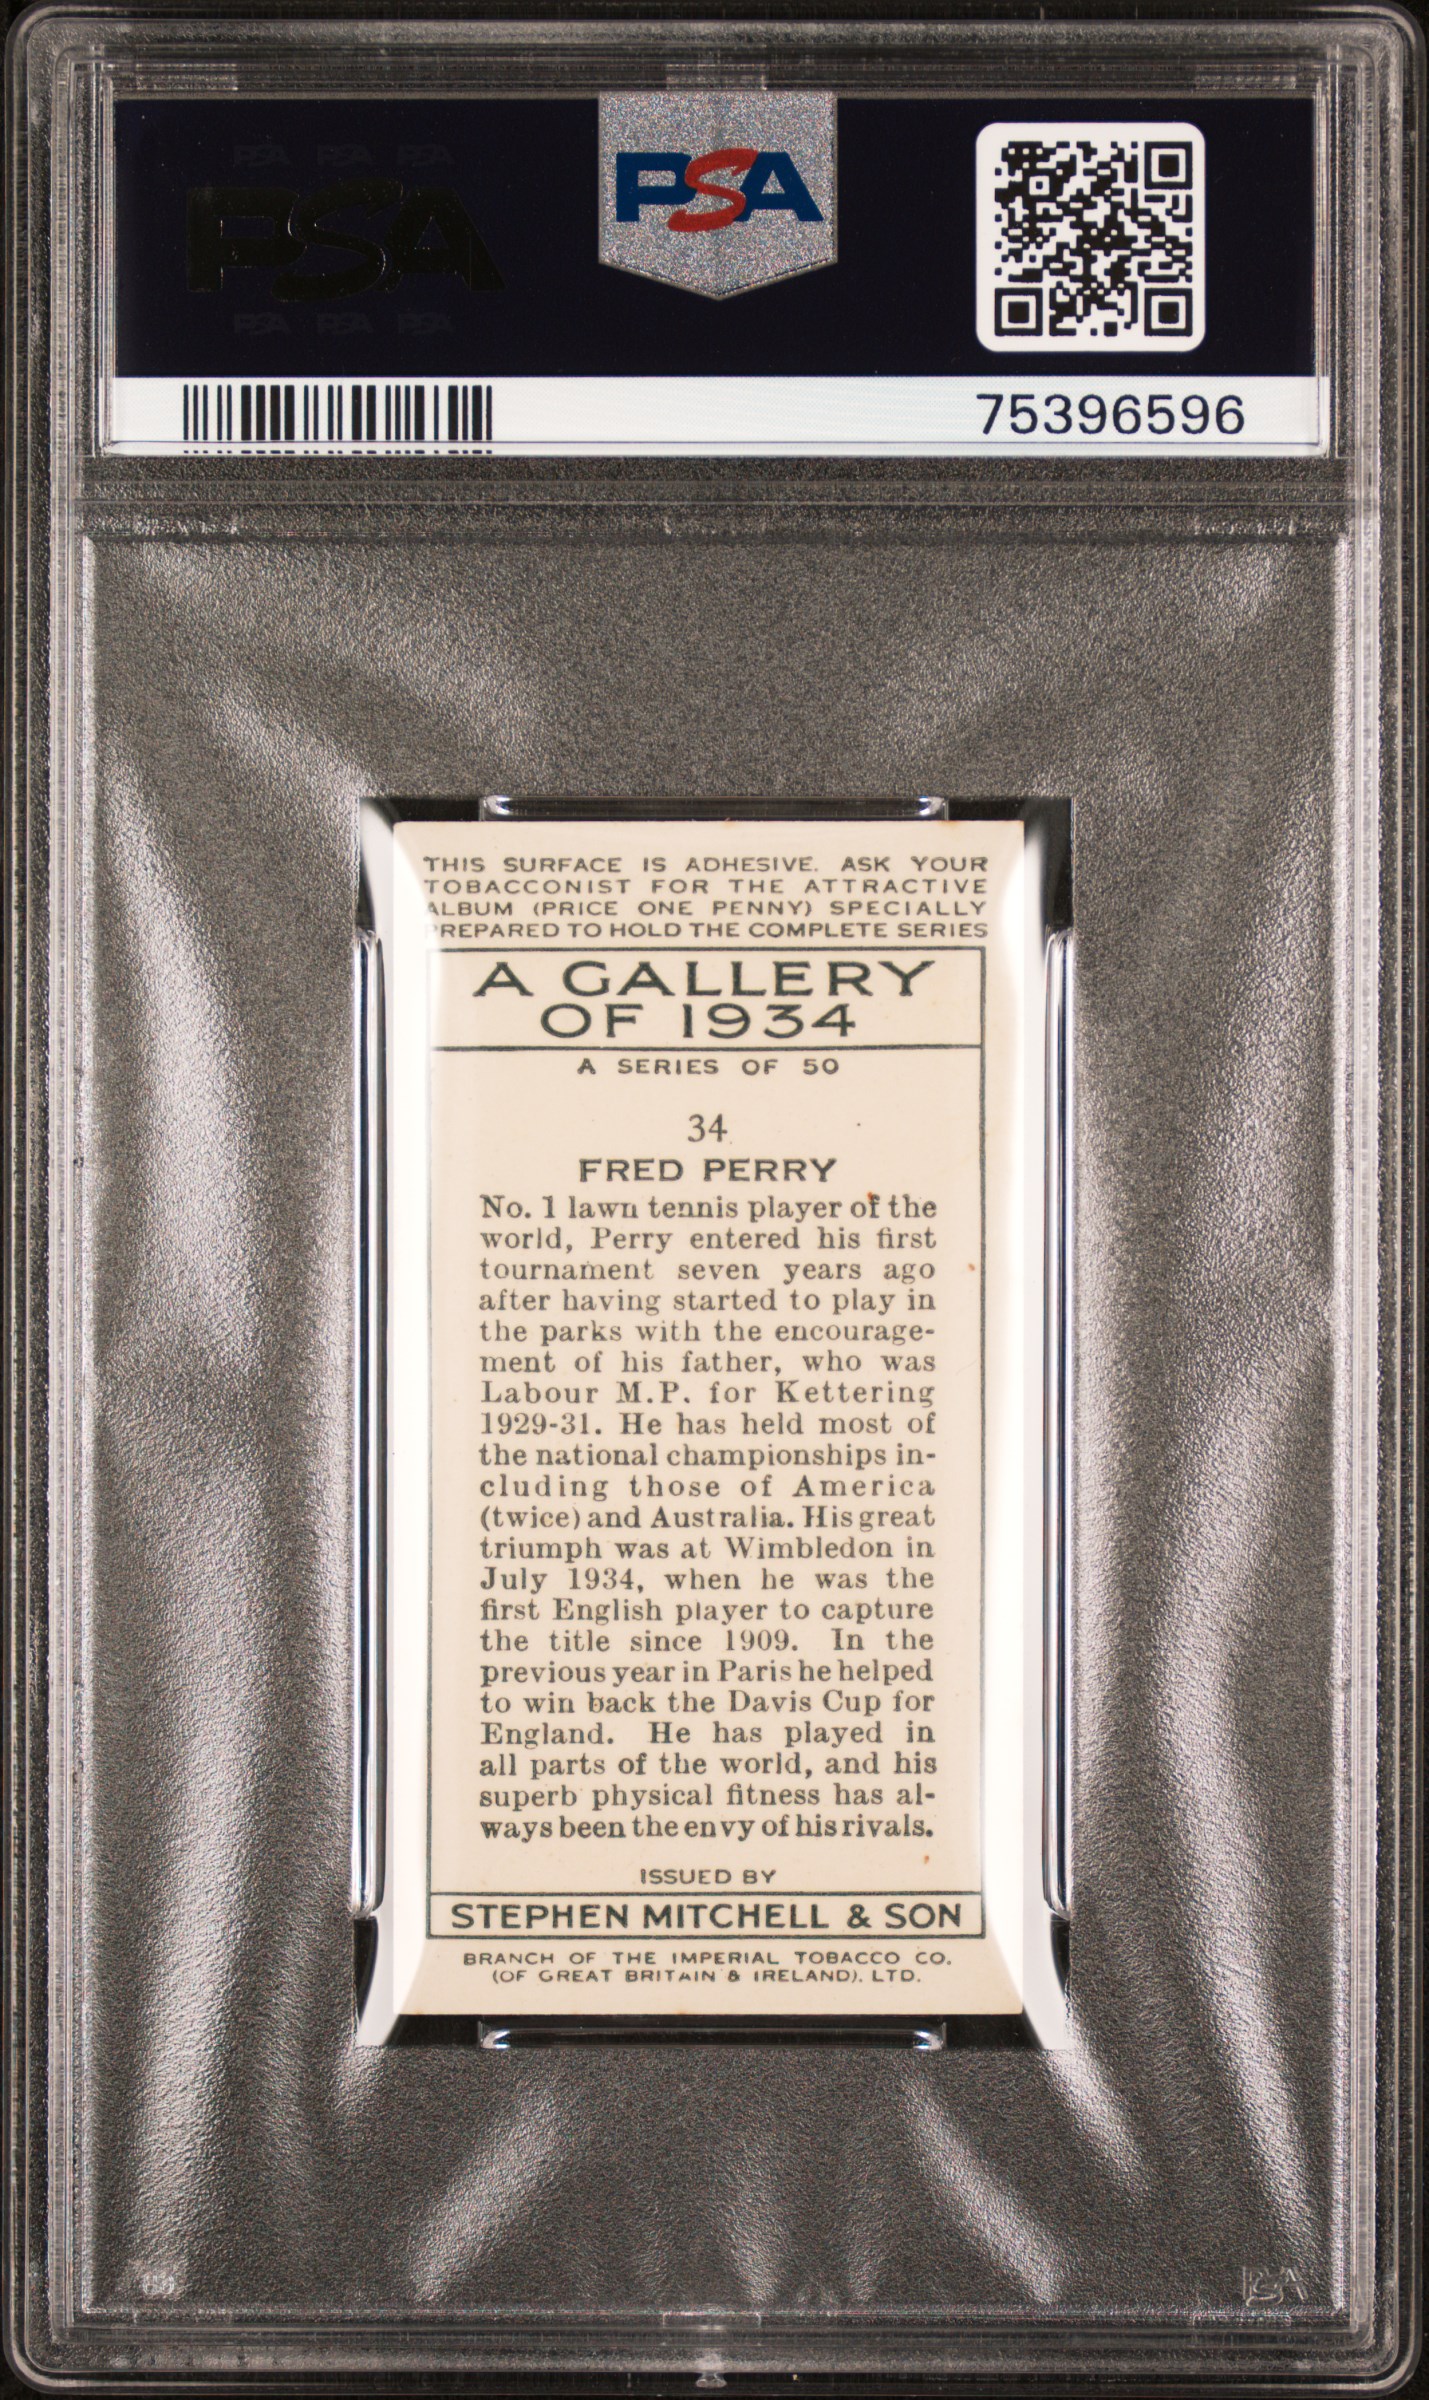 PSA PSA PSA
PSA
PSA PSA PSA
PSA
75396596
THIS SURFACE IS ADHESIVE. ASK YOUR
TOBACCONIST FOR THE ATTRACTIVE
ALBUM (PRICE ONE PENNY) SPECIALLY
PREPARED TO HOLD THE COMPLETE SERIES
A GALLERY
OF 1934
A SERIES OF 50
34
FRED PERRY
No. 1 lawn tennis player of the
world, Perry entered his first
tournament seven years ago
after having started to play in
the parks with the encourage-
ment of his father, who was
Labour M.P. for Kettering
1929-31. He has held most of
the national championships in-
cluding those of America
(twice) and Australia. His great
triumph was at Wimbledon in
July 1934, when he was the
first English player to capture
the title since 1909. In the
previous year in Paris he helped
to win back the Davis Cup for
England. He has played in
all parts of the world, and his
superb physical fitness has al-
ways been the envy of his rivals.
ISSUED BY
STEPHEN MITCHELL & SON
BRANCH OF THE IMPERIAL TOBACCO CO.
(OF GREAT BRITAIN & IRELAND). LTD.
PSA